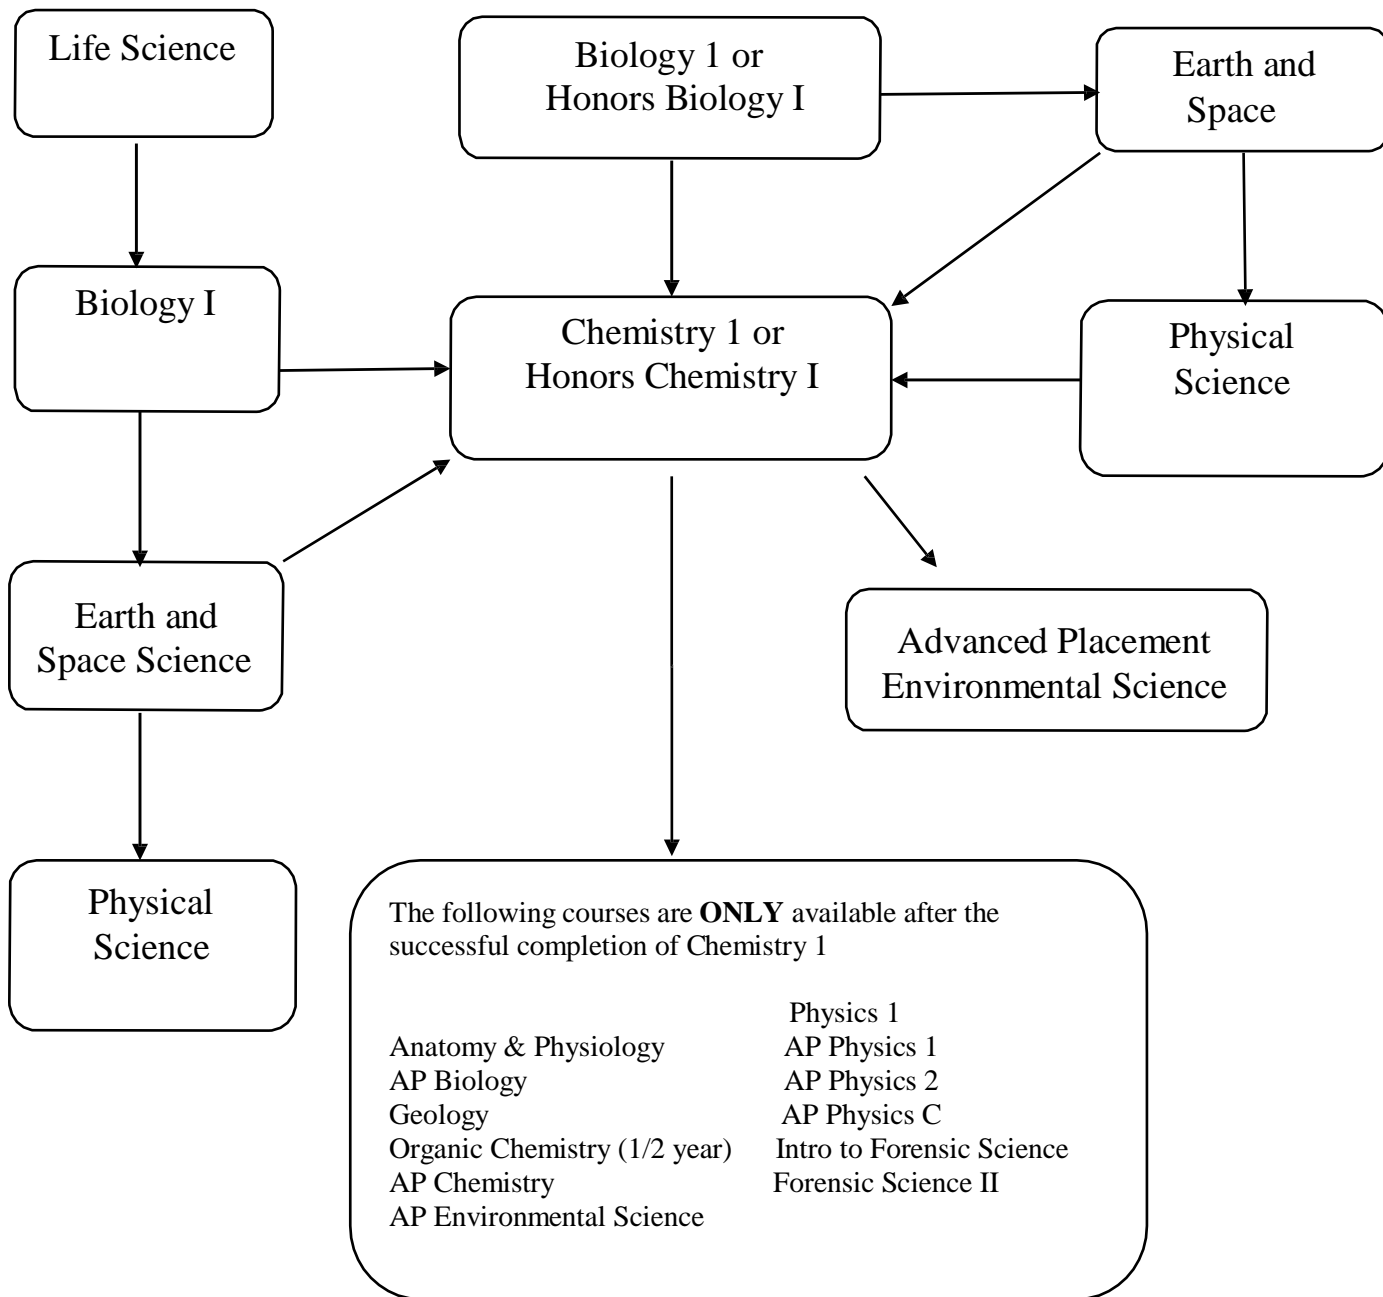 Life Science
Biology 1 or
Honors Biology I
Earth and
Space
Biology I
Chemistry 1 or
Honors Chemistry I
Physical
Science
Earth and
Space Science
Advanced Placement
Environmental Science
Physical
Science
The following courses are ONLY available after the
successful completion of Chemistry 1
Physics 1
Anatomy & Physiology AP Physics 1
AP Biology AP Physics 2
Geology AP Physics C
Organic Chemistry (1/2 year) Intro to Forensic Science
AP Chemistry Forensic Science II
AP Environmental Science